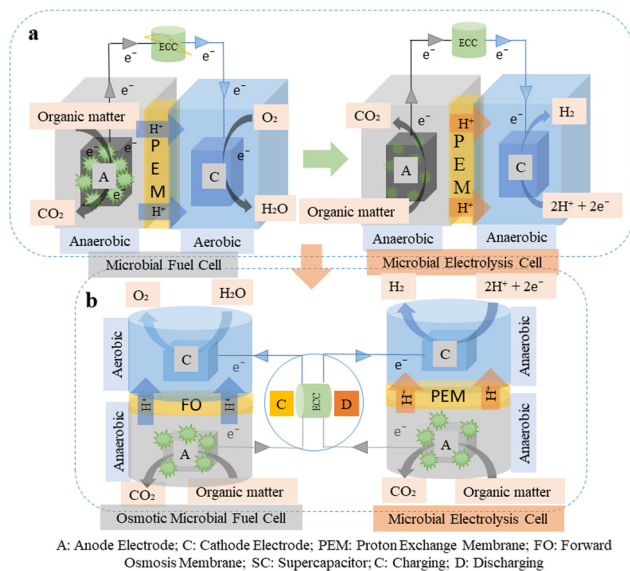 a
ECC
e⁻
e⁻
e⁻
e⁻
Organic matter
e⁻
e⁻
e⁻
e⁻
A
CO₂
H⁺
H⁺
PEM
O₂
e⁻
C
H₂O
Anaerobic
Aerobic
Microbial Fuel Cell
ECC
e⁻
e⁻
e⁻
e⁻
CO₂
A
Organic matter
H⁺
H⁺
PEM
H₂
C
2H⁺ + 2e⁻
Anaerobic
Anaerobic
Microbial Electrolysis Cell
b
O₂
H₂O
Aerobic
C
e⁻
H⁺
FO
H⁺
Anaerobic
A
e⁻
CO₂
Organic matter
Osmotic Microbial Fuel Cell
C
ECC
D
H₂
2H⁺ + 2e⁻
C
e⁻
Anaerobic
H⁺
PEM
H⁺
e⁻
A
Anaerobic
CO₂
Organic matter
Microbial Electrolysis Cell
A: Anode Electrode; C: Cathode Electrode; PEM: Proton Exchange Membrane; FO: Forward
Osmosis Membrane; SC: Supercapacitor; C: Charging; D: Discharging